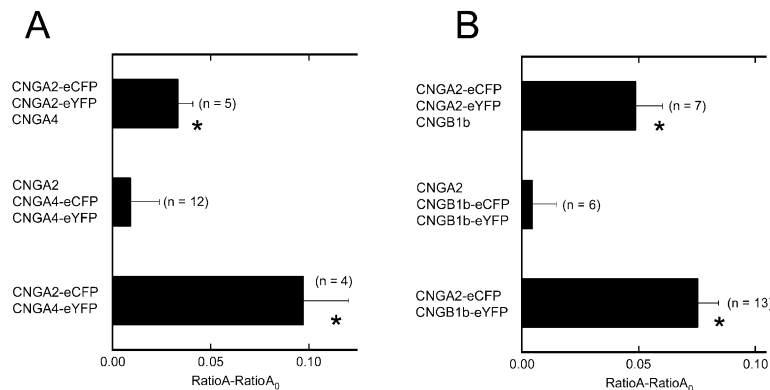 A
CNGA2-eCFP
CNGA2-eYFP
CNGA4
(n = 5)
*
CNGA2
CNGA4-eCFP
CNGA4-eYFP
(n = 12)
CNGA2-eCFP
CNGA4-eYFP
(n = 4)
*
0.00
0.05
0.10
RatioA-RatioA₀
B
CNGA2-eCFP
CNGA2-eYFP
CNGB1b
(n = 7)
*
CNGA2
CNGB1b-eCFP
CNGB1b-eYFP
(n = 6)
CNGA2-eCFP
CNGB1b-eYFP
(n = 13)
*
0.00
0.05
0.10
RatioA-RatioA₀